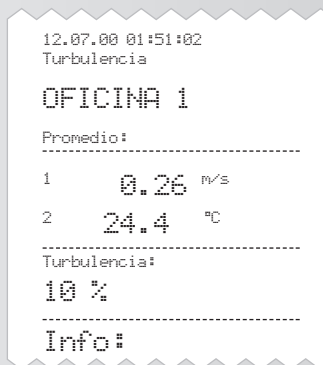 12.07.00 01:51:02
Turbulencia
OFICINA 1
Promedio:
1 0.26 m/s
2 24.4 °C
Turbulencia:
10 %
Info: